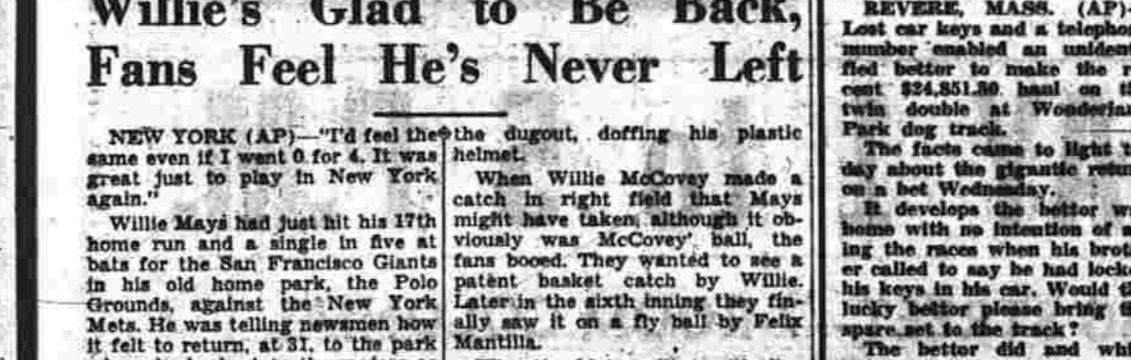 Willie's Glad to Be Back,
Fans Feel He's Never Left
NEW YORK (AP)—"I'd feel the
same even if I went 0 for 4. It was
great just to play in New York
again."
Willie Mays had just hit his 17th
home run and a single in five at
bats for the San Francisco Giants
in his old home park, the Polo
Grounds, against the New York
Mets. He was telling newsmen how
it felt to return, at 31, to the park
the dugout, doffing his plastic
helmet.
When Willie McCovey made a
catch in right field that Mays
might have taken, although it ob-
viously was McCovey' ball, the
fans booed. They wanted to see a
patent basket catch by Willie.
Later in the sixth inning they fin-
ally saw it on a fly ball by Felix
Mantilla.
REVERE, MASS. (AP)—
Lost car keys and a telephon
number enabled an unident
fied bettor to make the r
cent $24,851.80 haul on t
twin double at Wonderlan
Park dog track.
The facts came to light t
day about the gigantic retu
on a bet Wednesday.
It develops the bettor w
home with no intention of a
ing the races when his brot
er called to say he had lock
his keys in his car. Would t
lucky bettor please bring t
spare set to the track?
The bettor did and whi